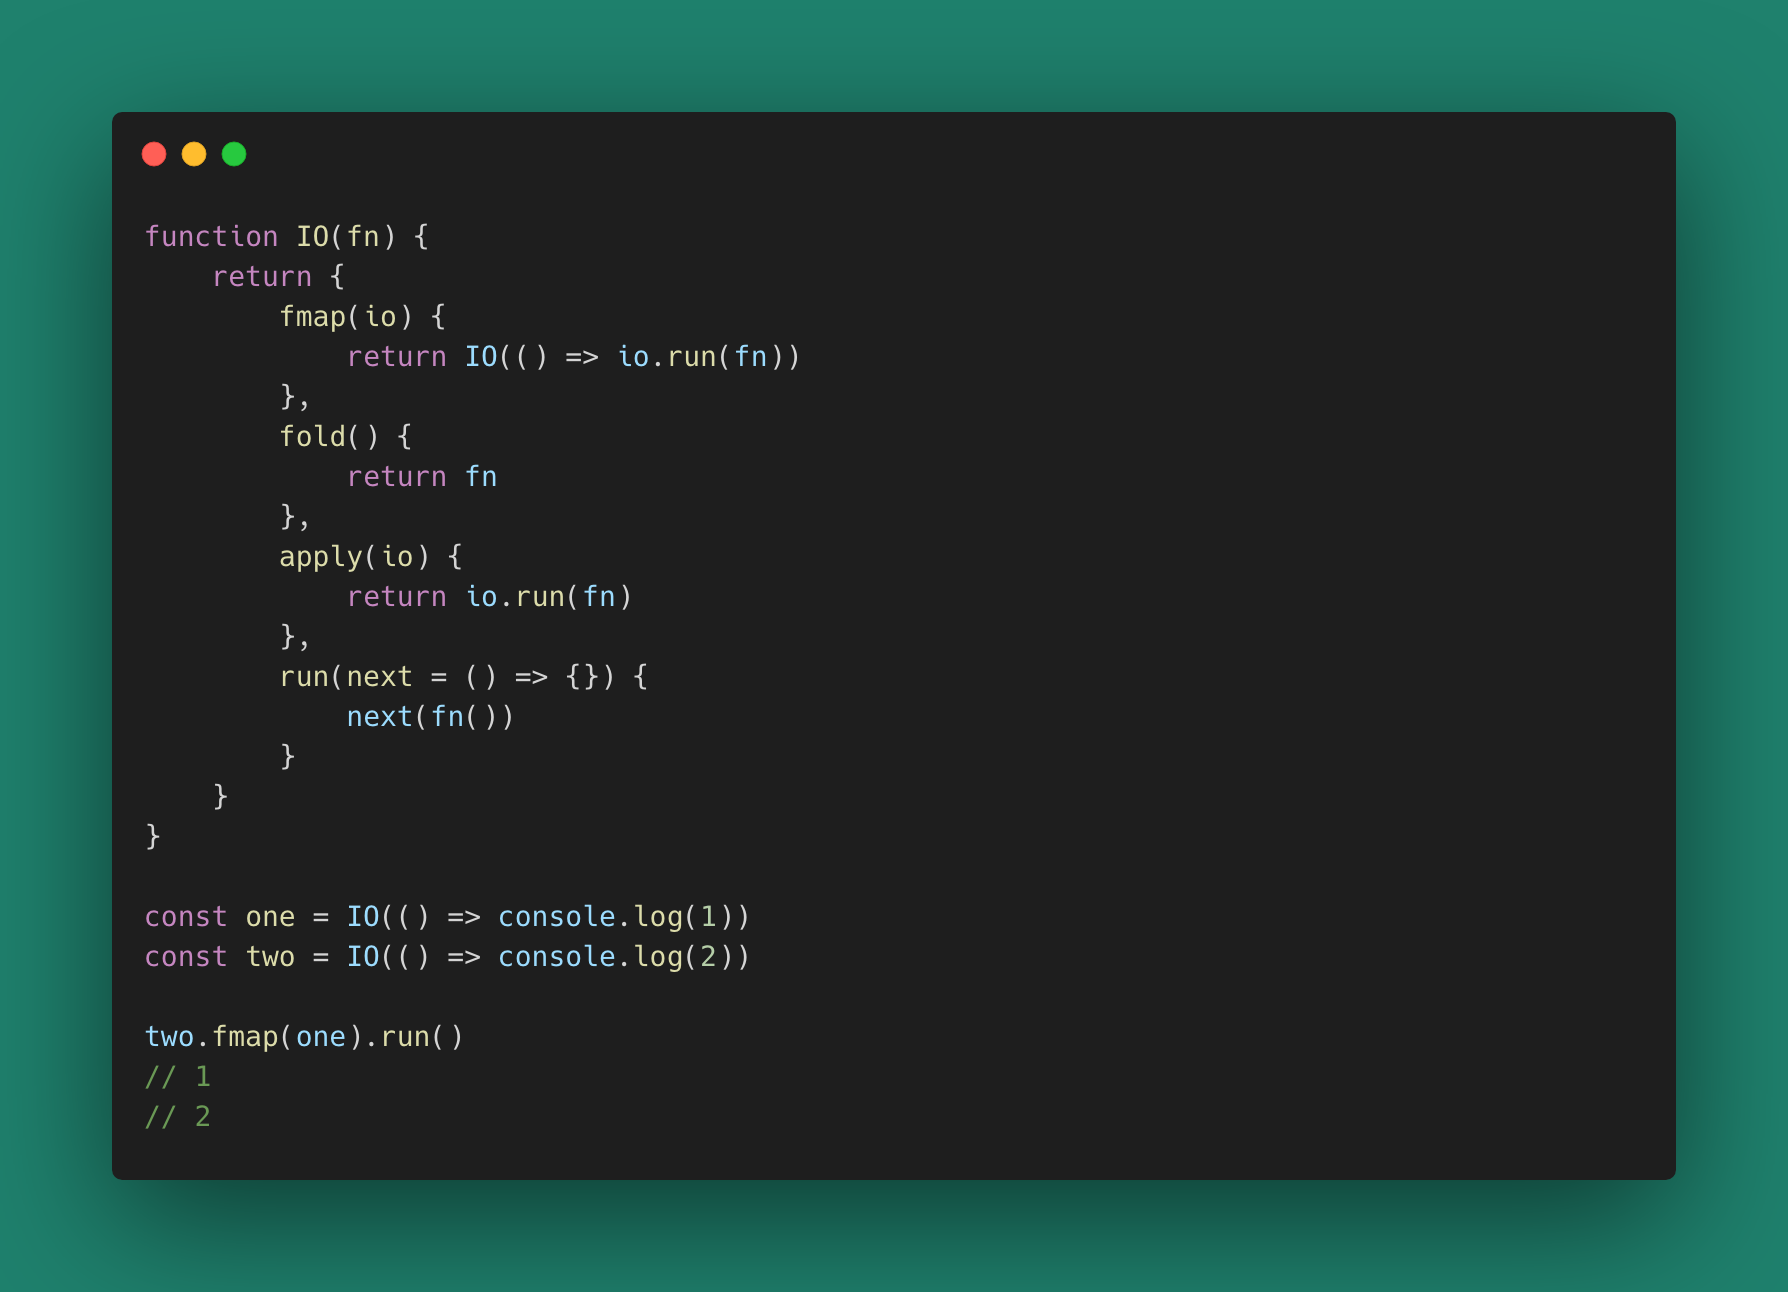 function IO(fn) {
    return {
        fmap(io) {
            return IO(() => io.run(fn))
        },
        fold() {
            return fn
        },
        apply(io) {
            return io.run(fn)
        },
        run(next = () => {}) {
            next(fn())
        }
    }
}

const one = IO(() => console.log(1))
const two = IO(() => console.log(2))

two.fmap(one).run()
// 1
// 2